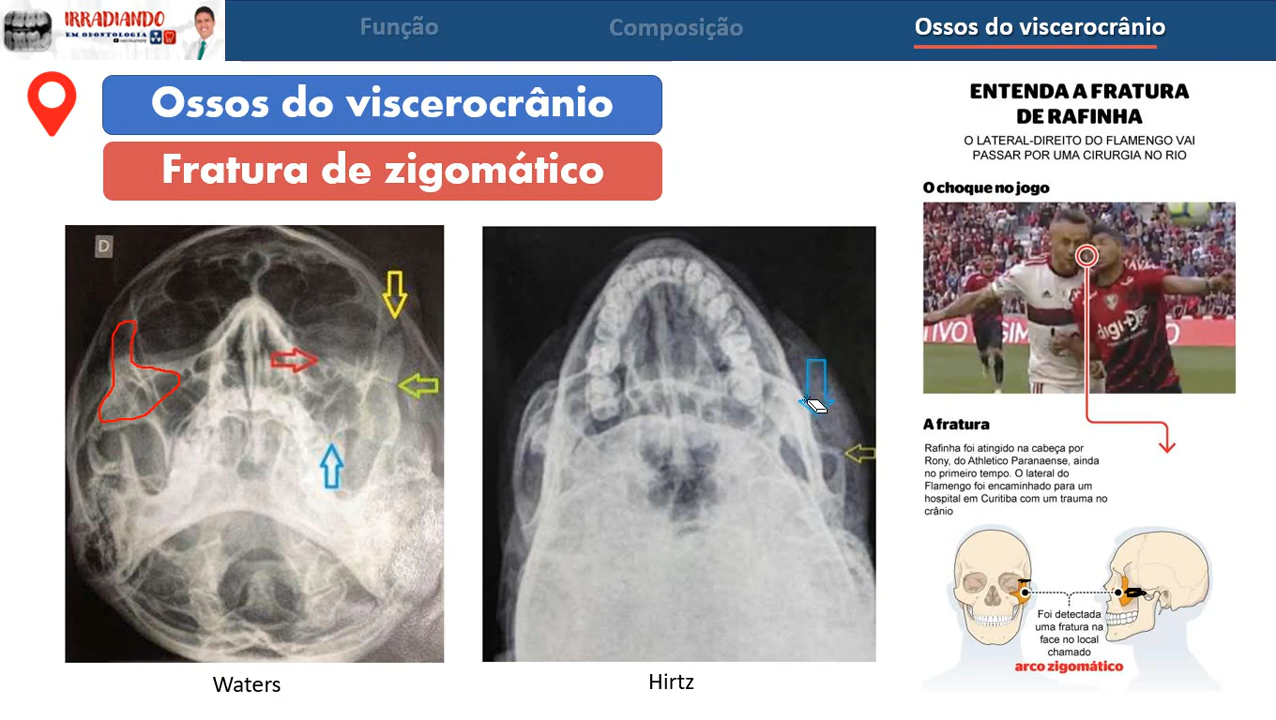 IRRADIANDO
EM ODONTOLOGIA
Função
Composição
Ossos do viscerocrânio
Ossos do viscerocrânio
Fratura de zigomático
D
Waters
Hirtz
ENTENDA A FRATURA
DE RAFINHA
O LATERAL-DIREITO DO FLAMENGO VAI
PASSAR POR UMA CIRURGIA NO RIO
O choque no jogo
digi+
A fratura
Rafinha foi atingido na cabeça por
Rony, do Athletico Paranaense, ainda
no primeiro tempo. O lateral do
Flamengo foi encaminhado para um
hospital em Curitiba com um trauma no
crânio
Foi detectada
uma fratura na
face no local
chamado
arco zigomático